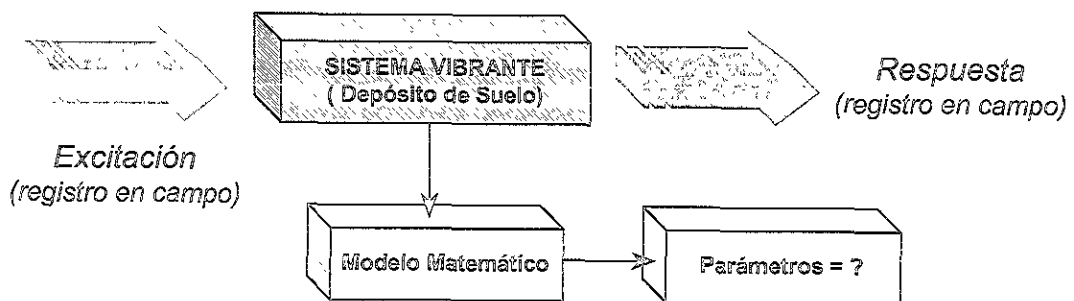 SISTEMA VIBRANTE
( Depósito de Suelo)
Respuesta
(registro en campo)
Excitación
(registro en campo)
Modelo Matemático
Parámetros = ?